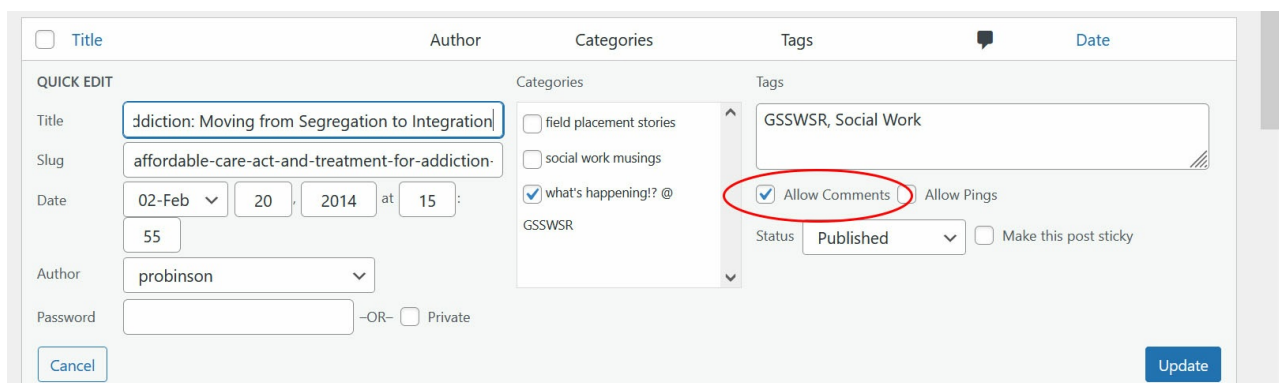 Title Author Categories Tags Date
QUICK EDIT Categories Tags
Title ddiction: Moving from Segregation to Integration field placement stories GSSWSR, Social Work
Slug affordable-care-act-and-treatment-for-addiction- social work musings
Date 02-Feb 20 , 2014 at 15 : what's happening!? @ Allow Comments Allow Pings
55 GSSWSR Status Published Make this post sticky
Author probinson
Password –OR– Private
Cancel Update